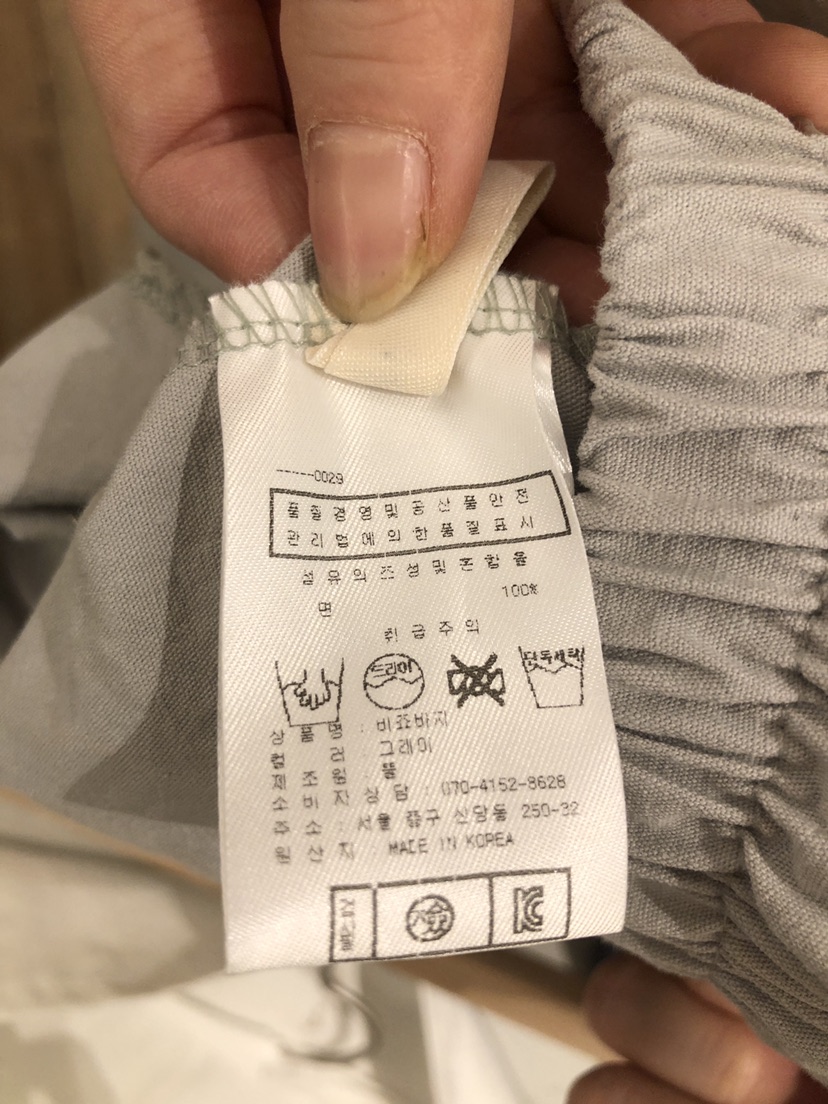 ------0029
품질경영및공산품안전
관리법에의한품질표시
섬유의조성및혼합율
100%
면
취급주의
드라이
단독세탁
상 품 명 : 비죠바지
컬 러 : 그레이
제 조 원 : 뜰
소 비 자 상 담 : 070-4152-8628
주 소 : 서울 중구 신당동 250-32
원 산 지 MADE IN KOREA
KC